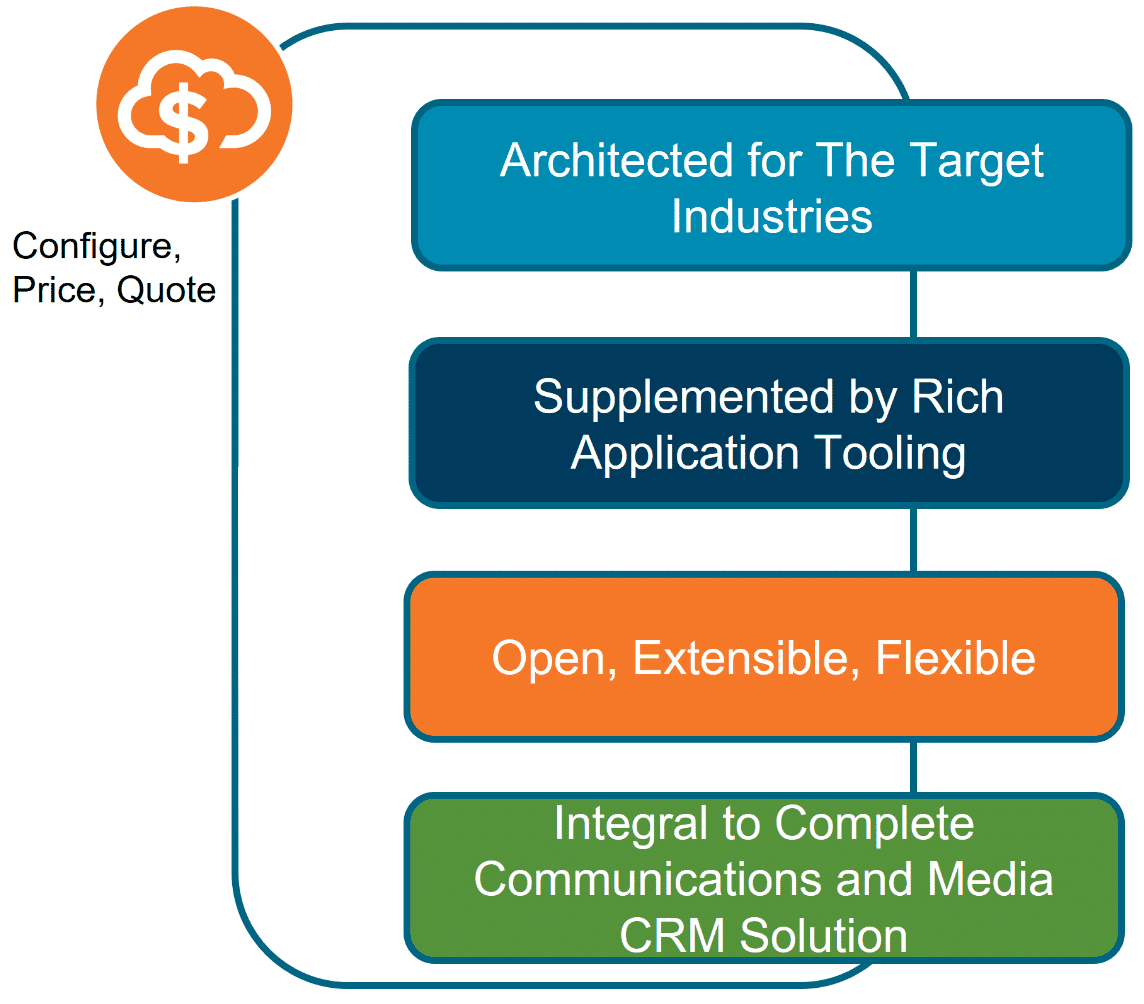 $
Configure,
Price, Quote
Architected for The Target
Industries
Supplemented by Rich
Application Tooling
Open, Extensible, Flexible
Integral to Complete
Communications and Media
CRM Solution